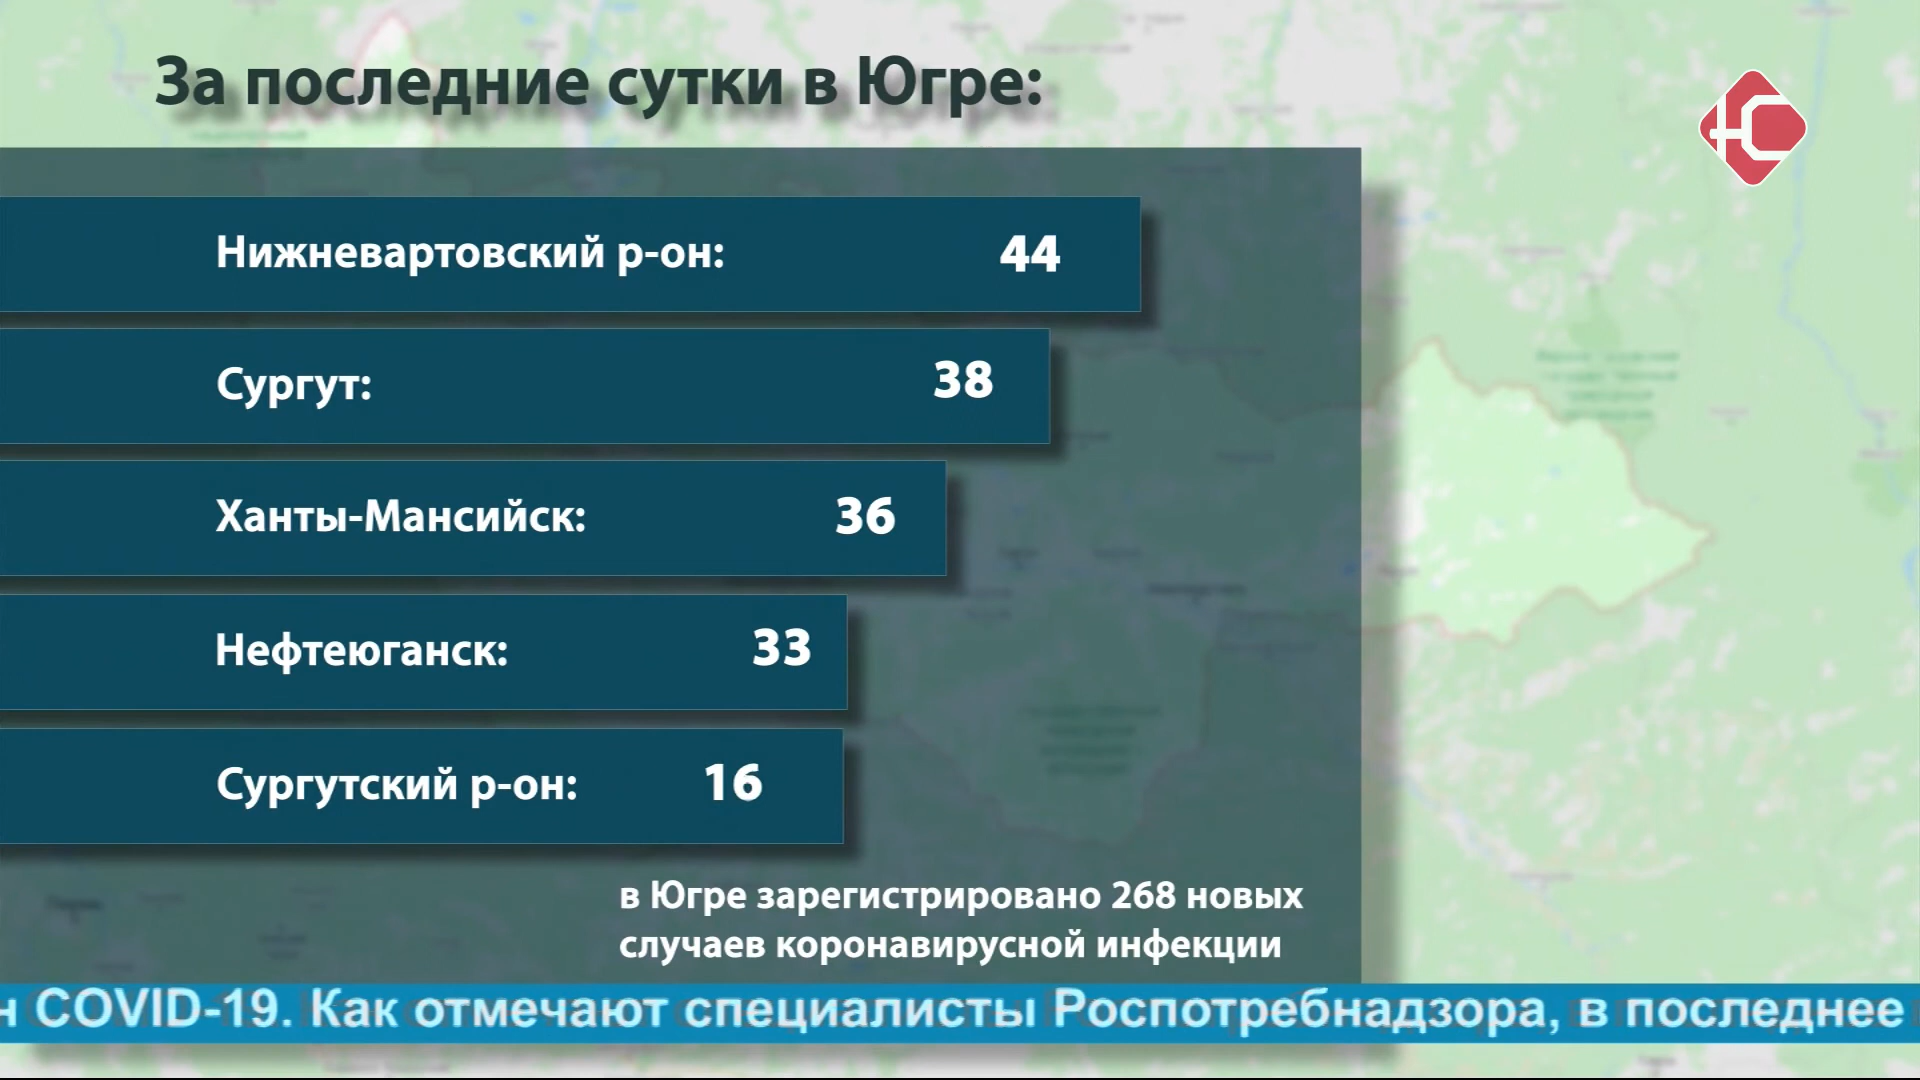 За последние сутки в Югре:
Нижневартовский р-он: 44
Сургут: 38
Ханты-Мансийск: 36
Нефтеюганск: 33
Сургутский р-он: 16
в Югре зарегистрировано 268 новых
случаев коронавирусной инфекции
н COVID-19. Как отмечают специалисты Роспотребнадзора, в последнее